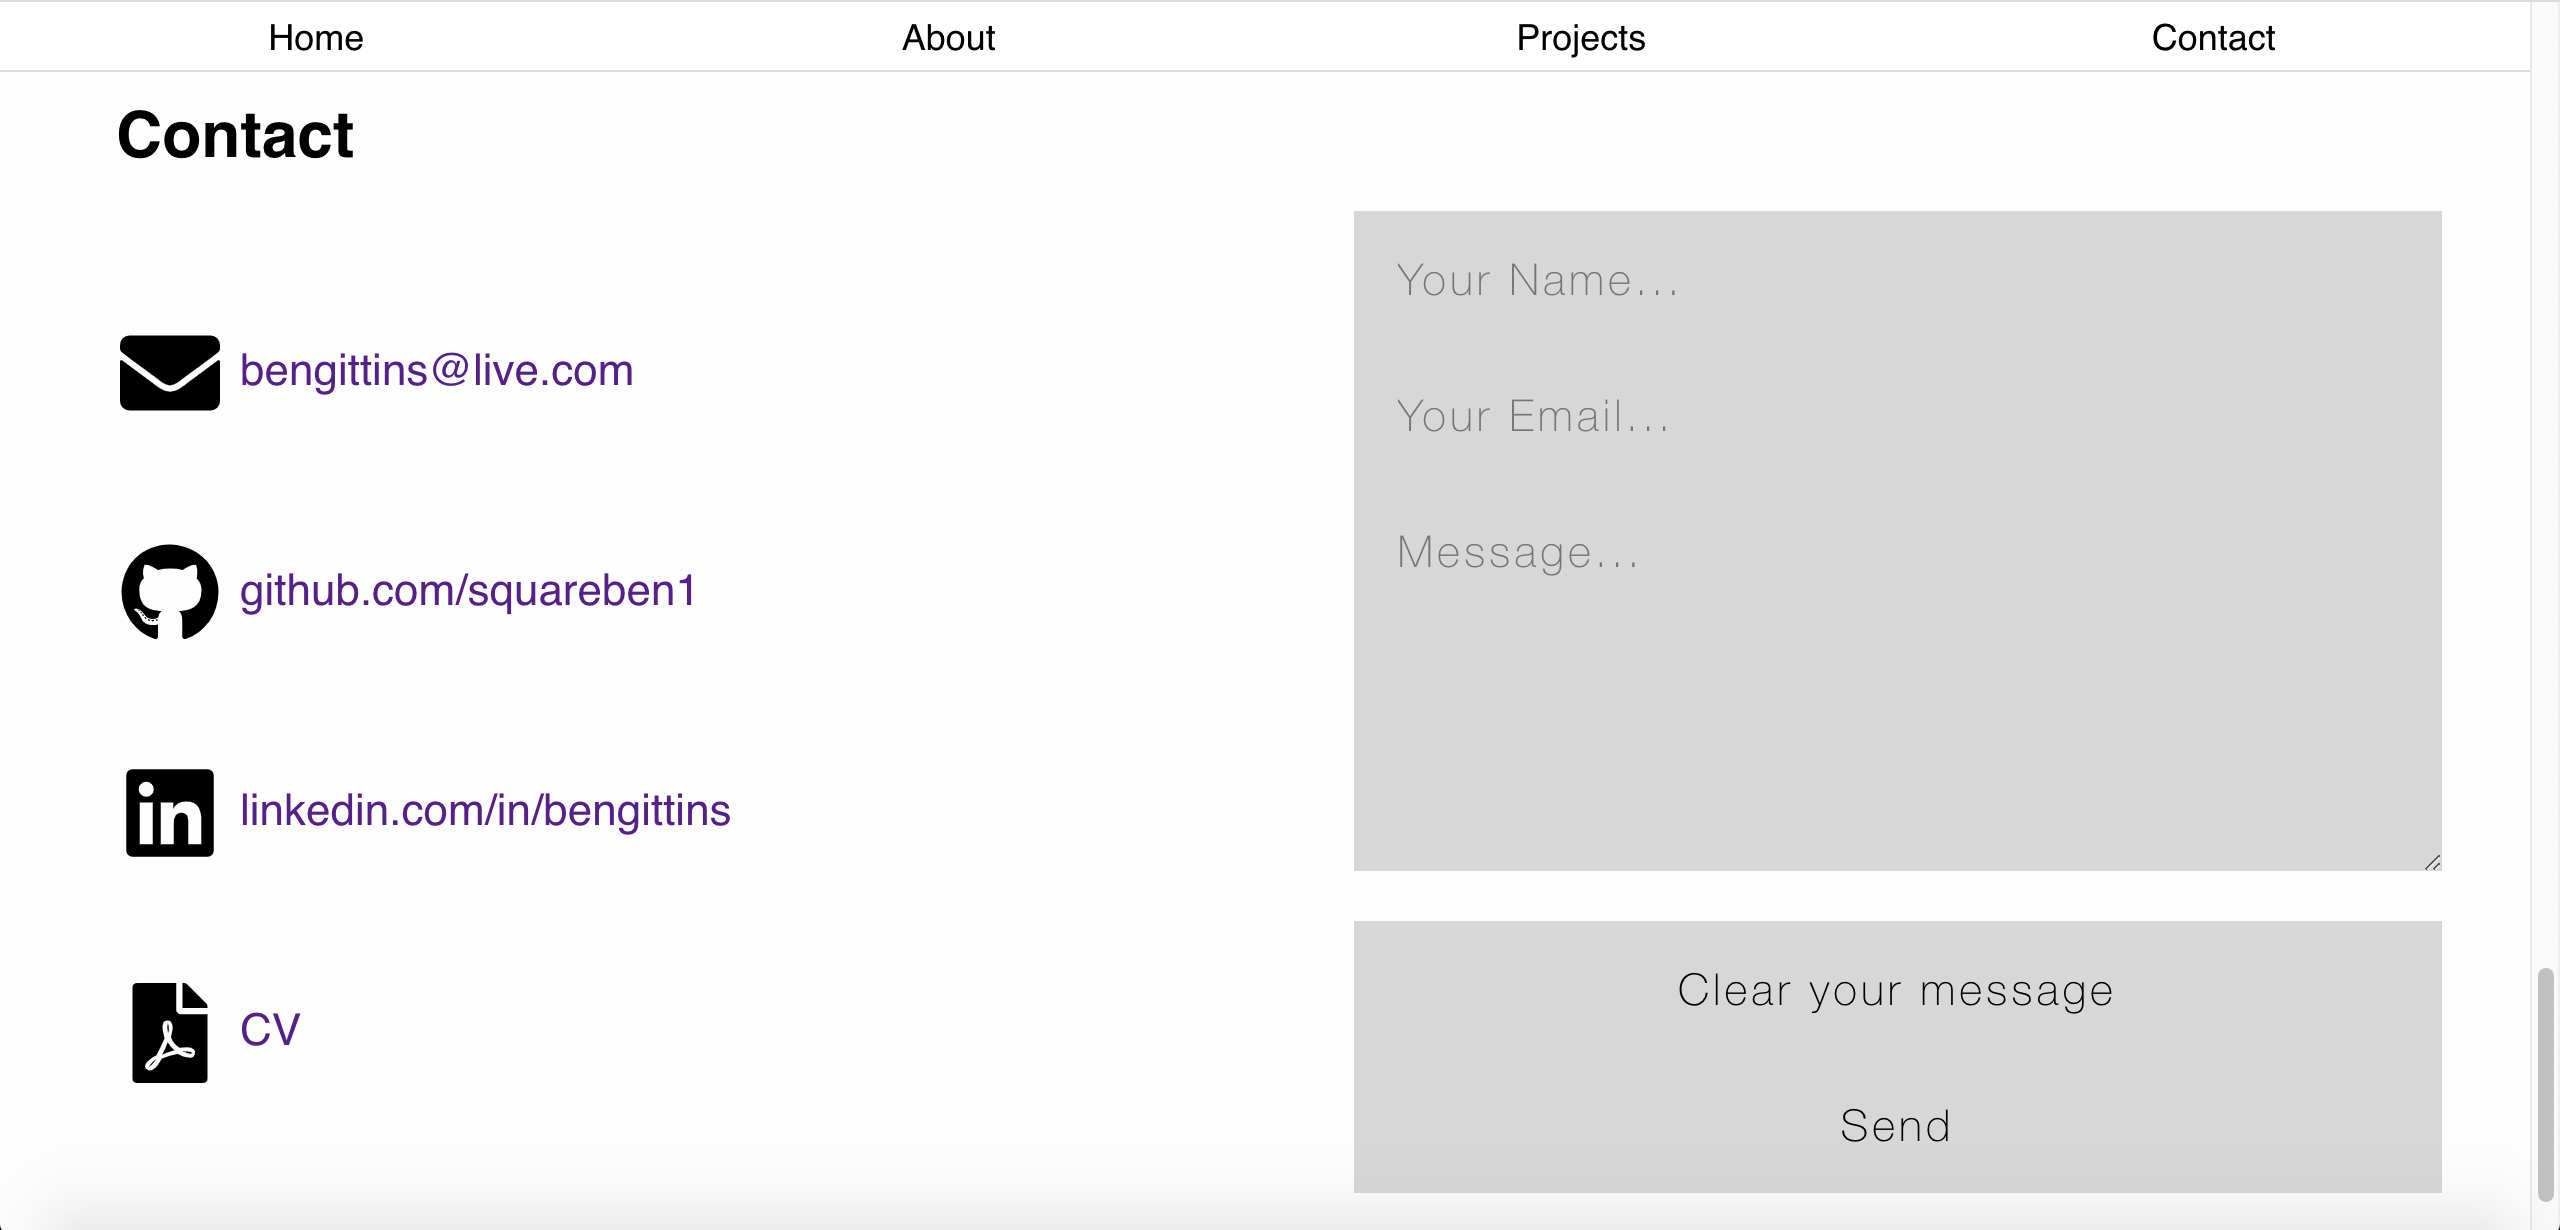 Home About Projects Contact
Contact
bengittins@live.com
github.com/squareben1
linkedin.com/in/bengittins
CV
Your Name...
Your Email...
Message...
Clear your message
Send